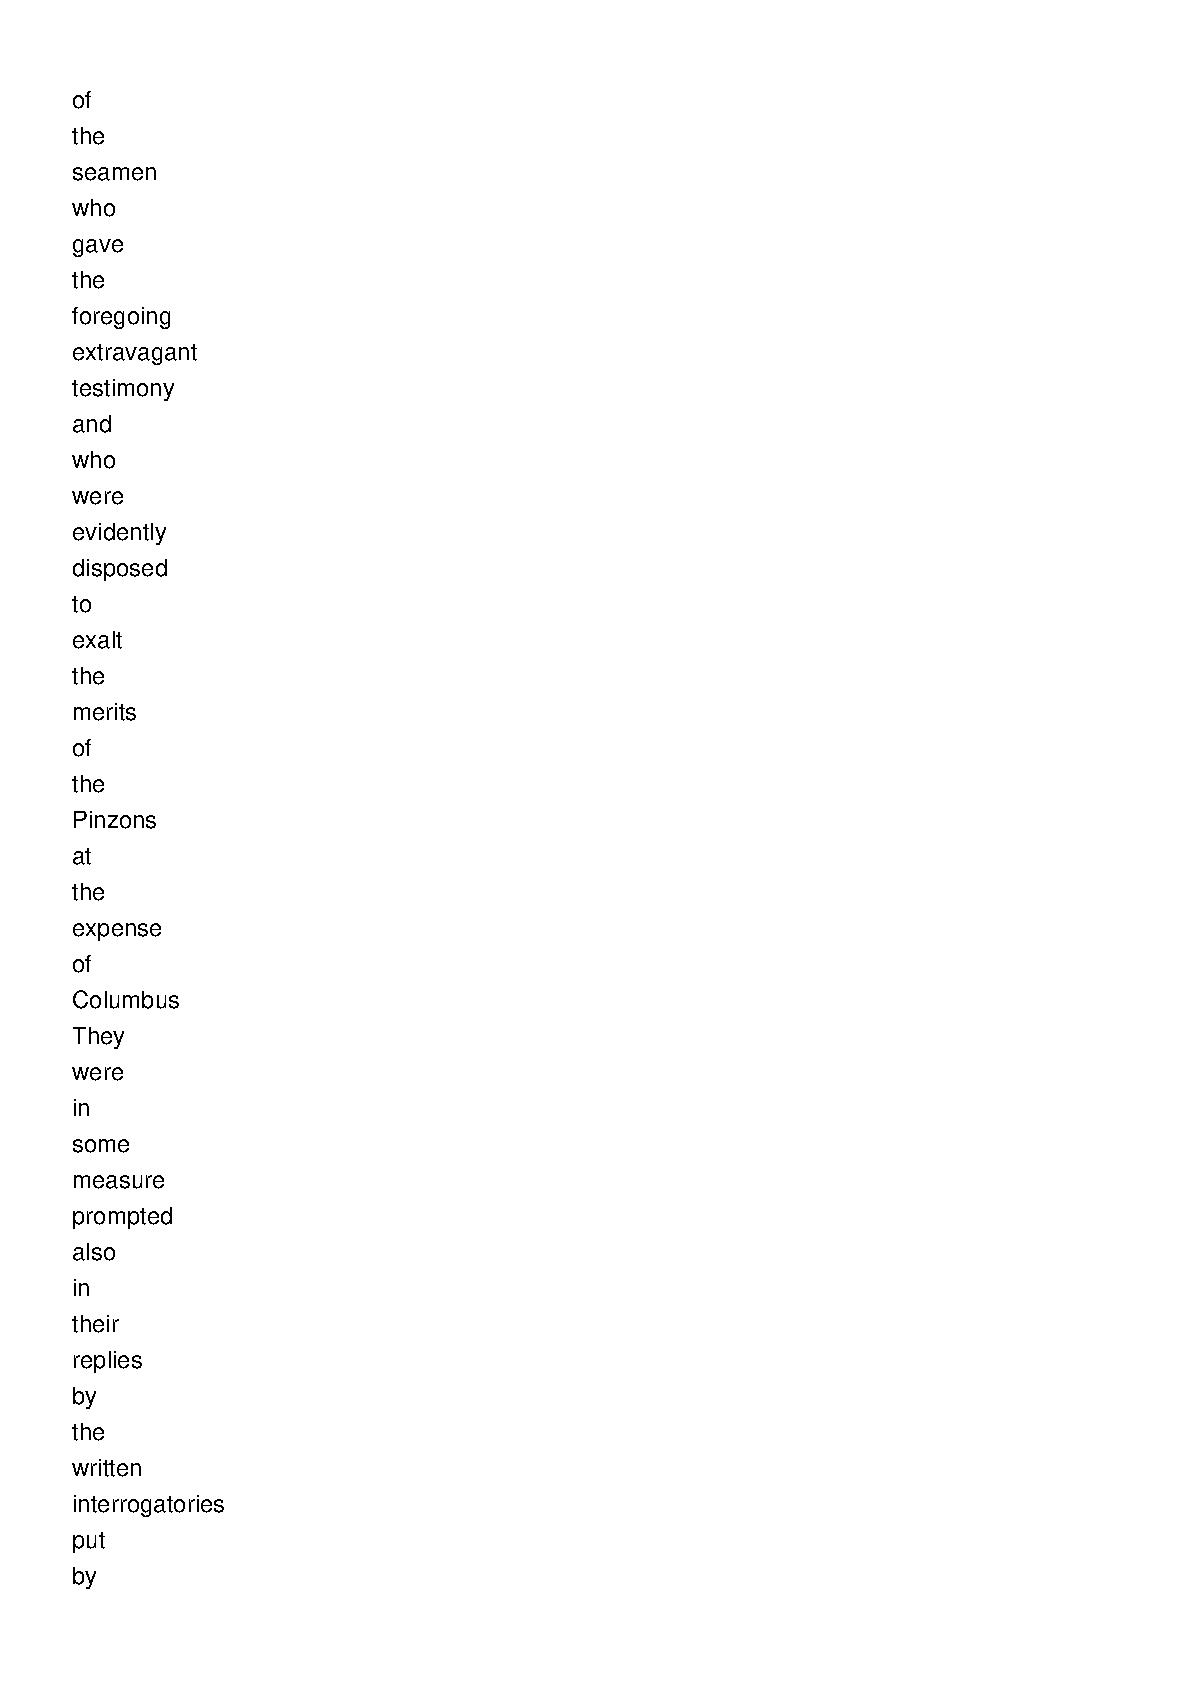 of
the
seamen
who
gave
the
foregoing
extravagant
testimony
and
who
were
evidently
disposed
to
exalt
the
merits
of
the
Pinzons
at
the
expense
of
Columbus
They
were
in
some
measure
prompted
also
in
their
replies
by
the
written
interrogatories
put
by